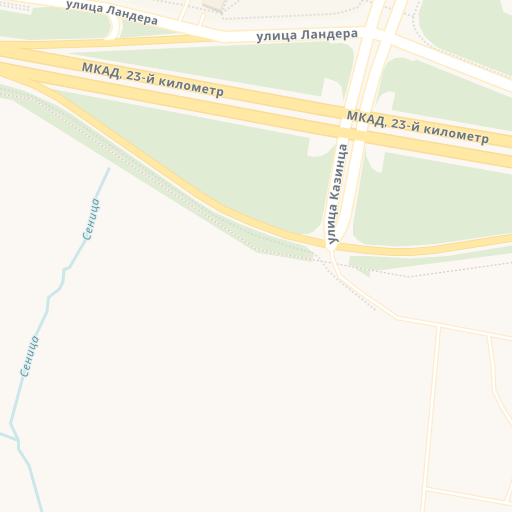 улица Ландера
улица Ландера
МКАД, 23-й километр
МКАД, 23-й километр
улица Казинца
Сеница
Сеница